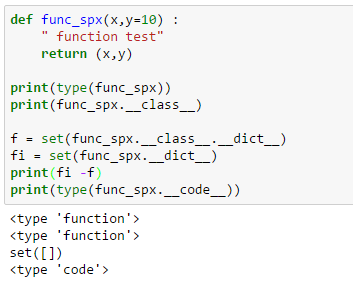 def func_spx(x,y=10) :
    " function test"
    return (x,y)

print(type(func_spx))
print(func_spx.__class__)

f = set(func_spx.__class__.__dict__)
fi = set(func_spx.__dict__)
print(fi -f)
print(type(func_spx.__code__))
<type 'function'>
<type 'function'>
set([])
<type 'code'>